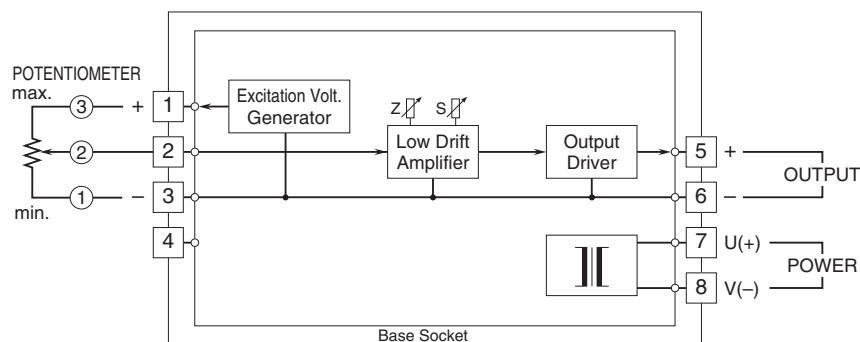 POTENTIOMETER
max.
3 + 1
2 2
1 – 3
min.
4
Excitation Volt.
Generator
Z S
Low Drift
Amplifier
Output
Driver
5 +
6 –
OUTPUT
7 U(+)
8 V(–)
POWER
Base Socket